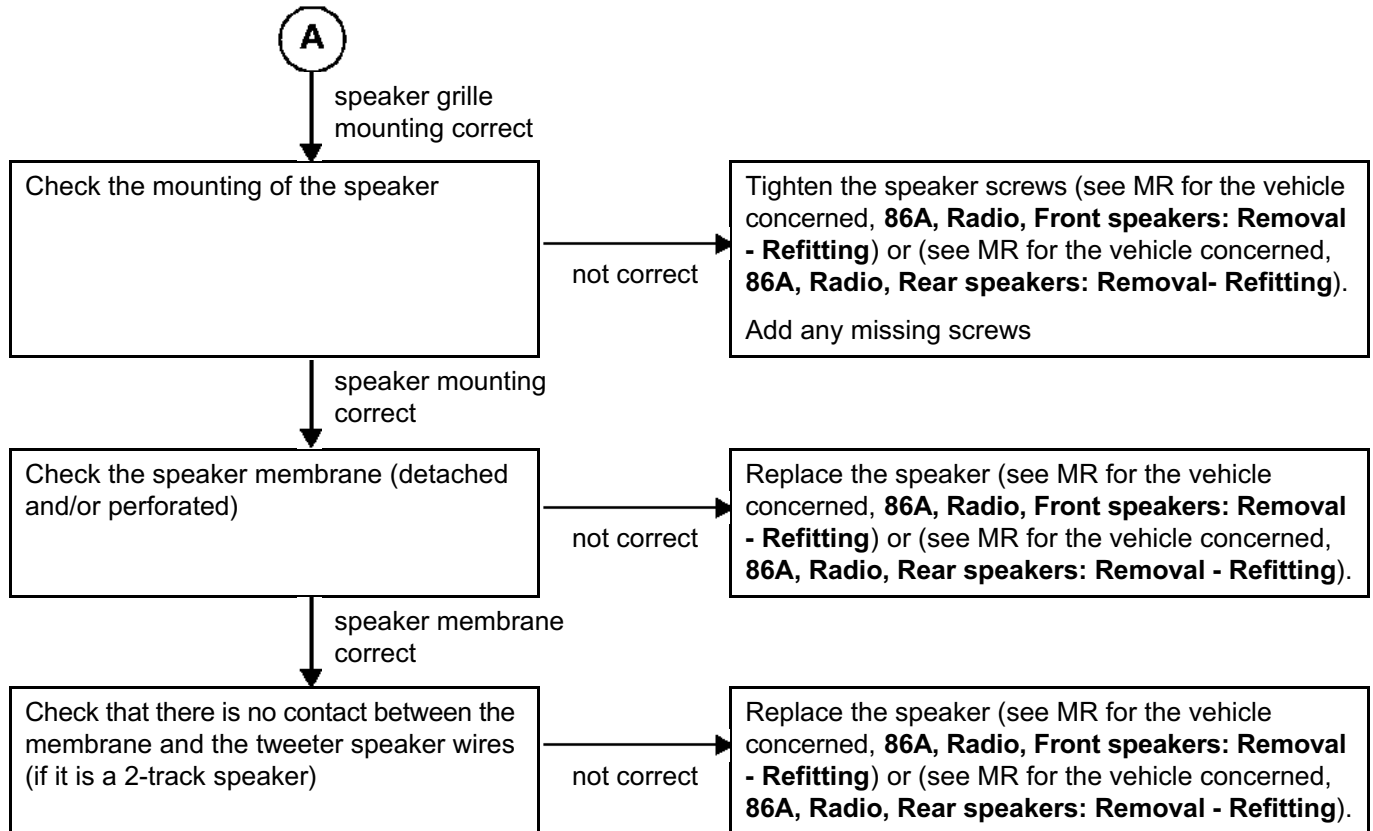 A
speaker grille
mounting correct
Check the mounting of the speaker
not correct
Tighten the speaker screws (see MR for the vehicle
concerned, 86A, Radio, Front speakers: Removal
- Refitting) or (see MR for the vehicle concerned,
86A, Radio, Rear speakers: Removal- Refitting).
Add any missing screws
speaker mounting
correct
Check the speaker membrane (detached
and/or perforated)
not correct
Replace the speaker (see MR for the vehicle
concerned, 86A, Radio, Front speakers: Removal
- Refitting) or (see MR for the vehicle concerned,
86A, Radio, Rear speakers: Removal - Refitting).
speaker membrane
correct
Check that there is no contact between the
membrane and the tweeter speaker wires
(if it is a 2-track speaker)
not correct
Replace the speaker (see MR for the vehicle
concerned, 86A, Radio, Front speakers: Removal
- Refitting) or (see MR for the vehicle concerned,
86A, Radio, Rear speakers: Removal - Refitting).